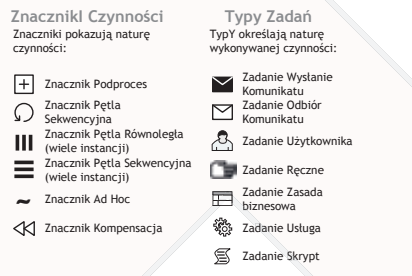 ZnacznikI Czynności
Znaczniki pokazują naturę
czynności:
Znacznik Podproces
Znacznik Pętla
Sekwencyjna
Znacznik Pętla Równoległa
(wiele instancji)
Znacznik Pętla Sekwencyjna
(wiele instancji)
Znacznik Ad Hoc
Znacznik Kompensacja
Typy Zadań
TypY określają naturę
wykonywanej czynności:
Zadanie Wysłanie
Komunikatu
Zadanie Odbiór
Komunikatu
Zadanie Użytkownika
Zadanie Ręczne
Zadanie Zasada
biznesowa
Zadanie Usługa
Zadanie Skrypt